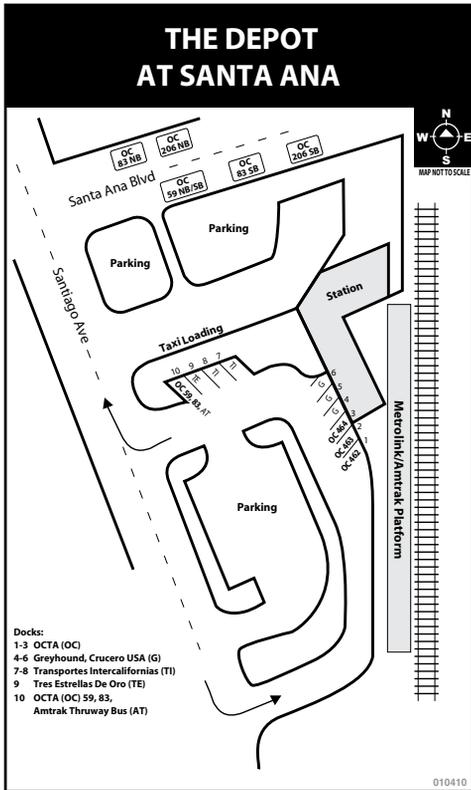 THE DEPOT
AT SANTA ANA
N
W E
S
MAP NOT TO SCALE
OC
83 NB
OC
206 NB
OC
59 NB/SB
OC
83 SB
OC
206 SB
Santa Ana Blvd
Parking
Parking
Santiago Ave
Station
Taxi Loading
10 9 8 7
TE TI TI
OC 59, 83, AT
6
G 5
G 4
G 3
OC 464 2
OC 463 1
OC 462
Parking
Metrolink/Amtrak Platform
Docks:
1-3 OCTA (OC)
4-6 Greyhound, Crucero USA (G)
7-8 Transportes Intercalifornias (TI)
9 Tres Estrellas De Oro (TE)
10 OCTA (OC) 59, 83,
Amtrak Thruway Bus (AT)
010410